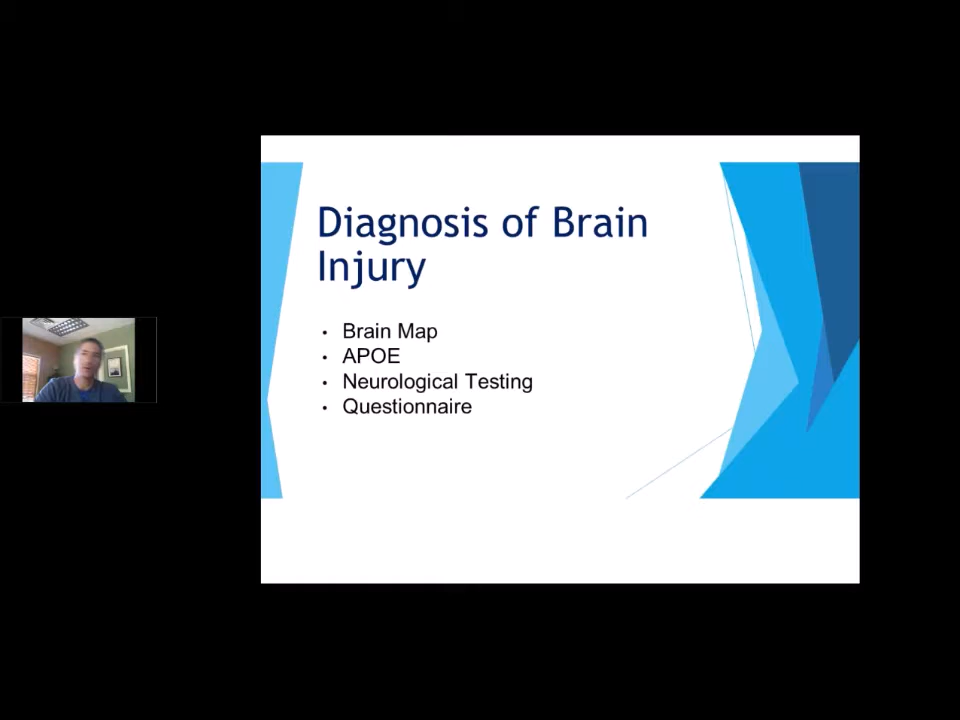 Diagnosis of Brain
Injury
• Brain Map
• APOE
• Neurological Testing
• Questionnaire